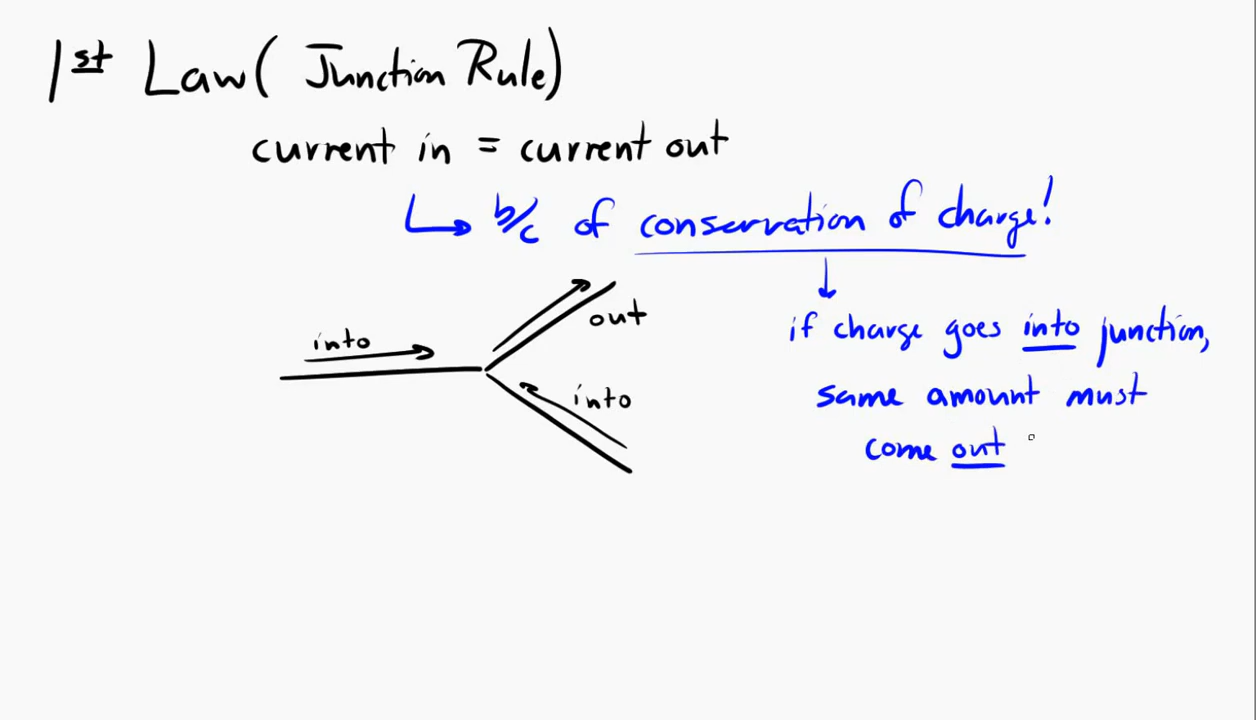 1st Law( Junction Rule)
current in = current out
b/c of conservation of charge!
into
out
into
if charge goes into junction,
same amount must
come out